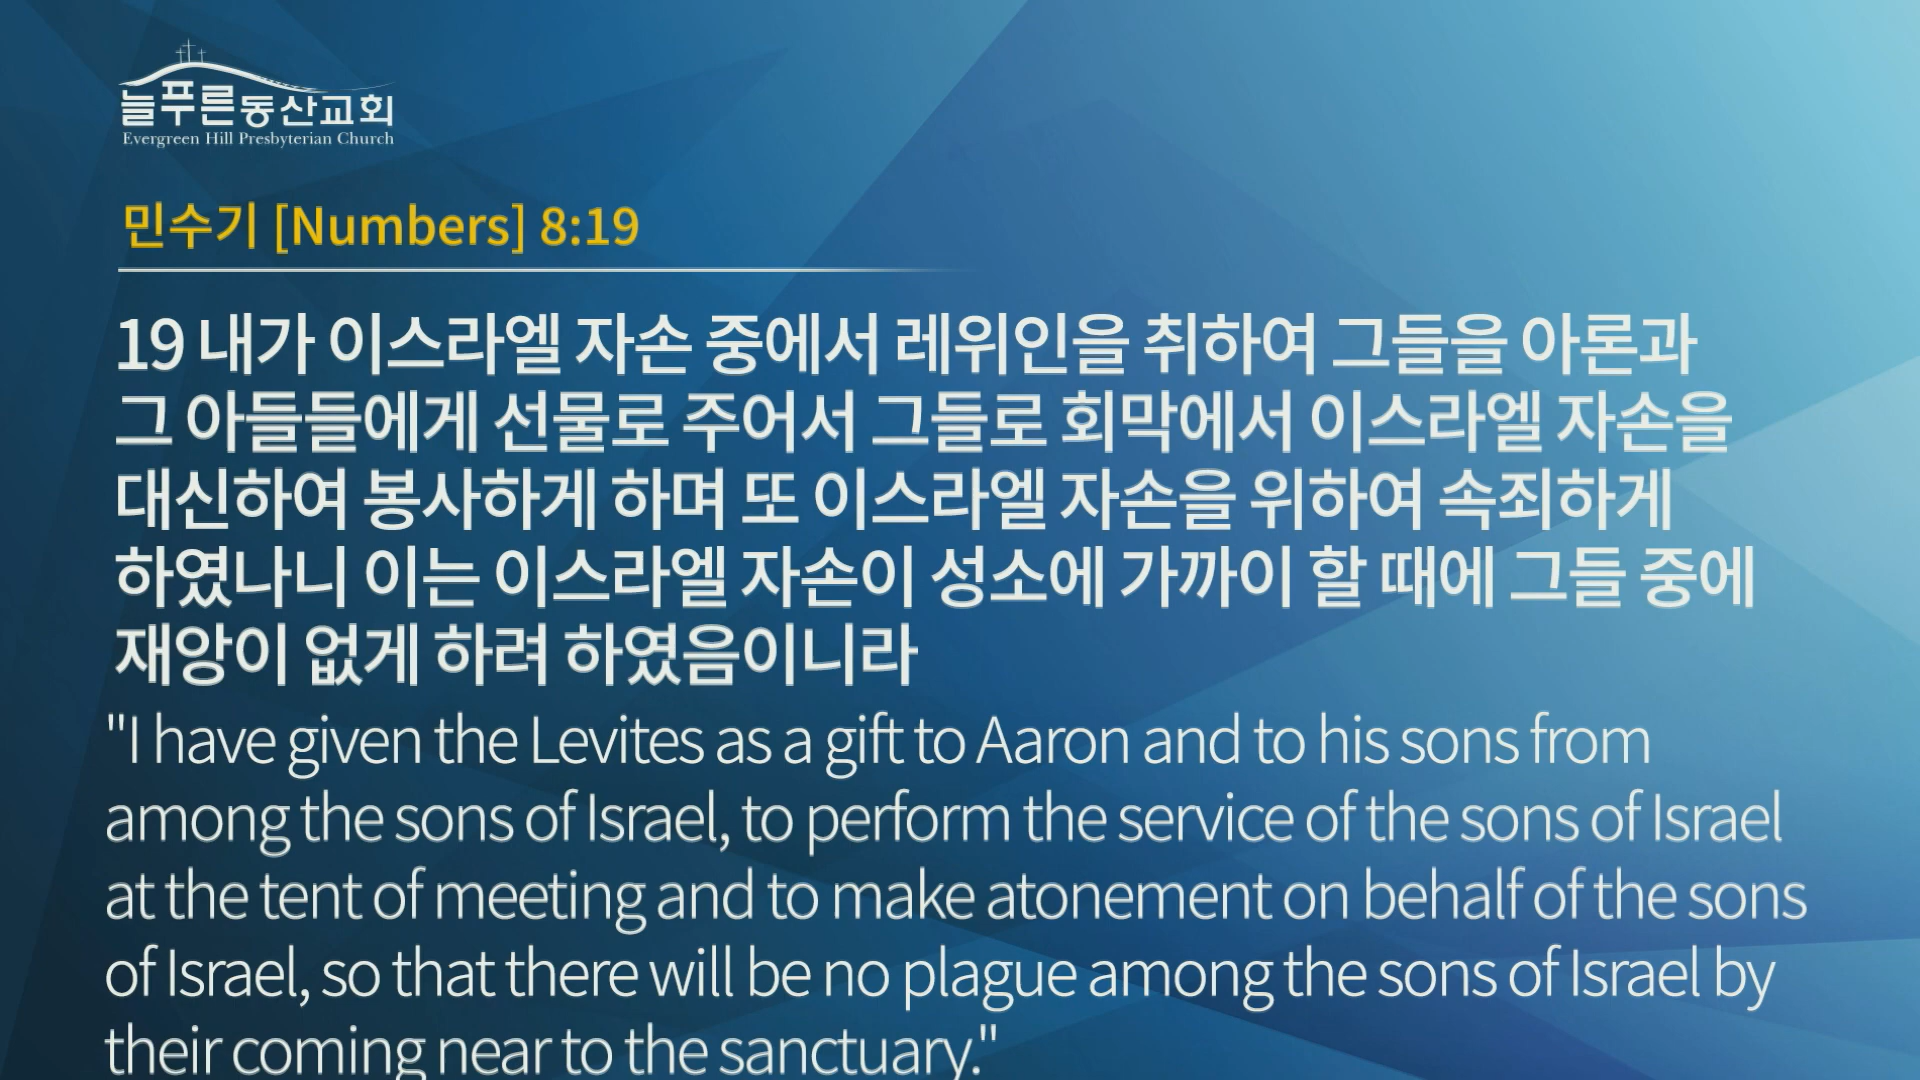 늘푸른동산교회
Evergreen Hill Presbyterian Church
민수기 [Numbers] 8:19
19 내가 이스라엘 자손 중에서 레위인을 취하여 그들을 아론과
그 아들들에게 선물로 주어서 그들로 회막에서 이스라엘 자손을
대신하여 봉사하게 하며 또 이스라엘 자손을 위하여 속죄하게
하였나니 이는 이스라엘 자손이 성소에 가까이 할 때에 그들 중에
재앙이 없게 하려 하였음이니라
"I have given the Levites as a gift to Aaron and to his sons from
among the sons of Israel, to perform the service of the sons of Israel
at the tent of meeting and to make atonement on behalf of the sons
of Israel, so that there will be no plague among the sons of Israel by
their coming near to the sanctuary."